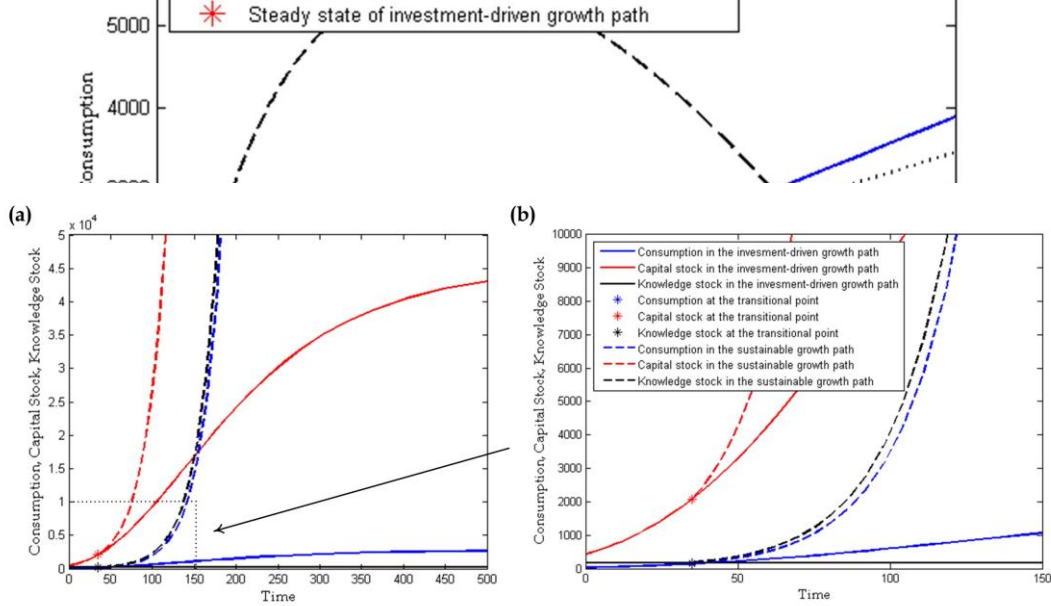 5000
Steady state of investment-driven growth path
4000
Consumption
(a)
x 10⁴
5
4.5
4
3.5
3
2.5
2
1.5
1
0.5
0
Consumption, Capital Stock, Knowledge Stock
0 50 100 150 200 250 300 350 400 450 500
Time
(b)
10000
9000
8000
7000
6000
5000
4000
3000
2000
1000
0
Consumption, Capital Stock, Knowledge Stock
Consumption in the invesment-driven growth path
Capital stock in the invesment-driven growth path
Knowledge stock in the invesment-driven growth path
Consumption at the transitional point
Capital stock at the transitional point
Knowledge stock at the transitional point
Consumption in the sustainable growth path
Capital stock in the sustainable growth path
Knowledge stock in the sustainable growth path
0 50 100 150
Time